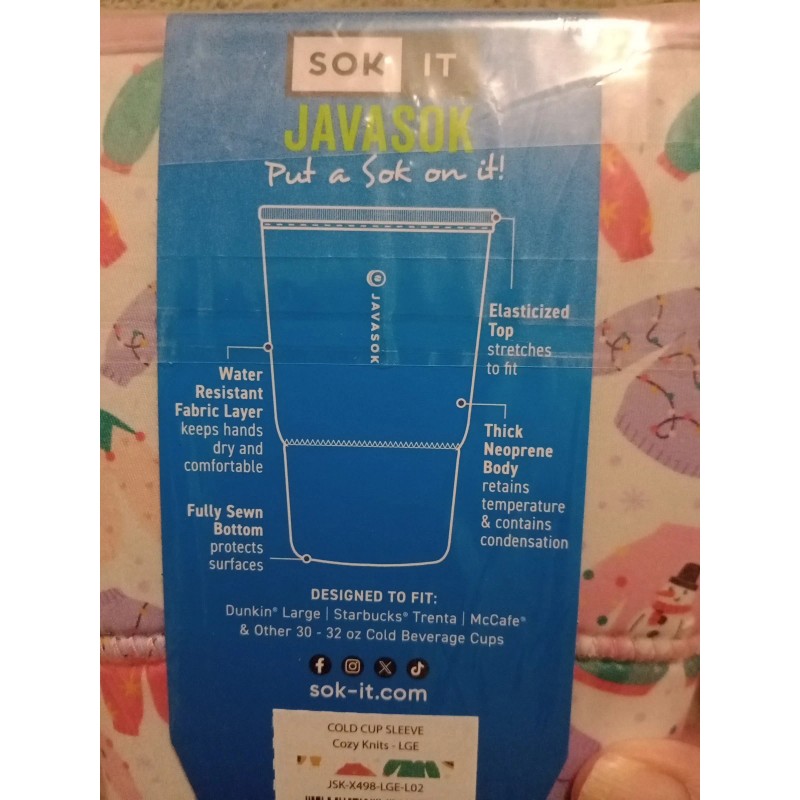 SOK IT
JAVASOK
Put a Sok on it!
JAVASOK
Elasticized
Top
stretches
to fit
Water
Resistant
Fabric Layer
keeps hands
dry and
comfortable
Thick
Neoprene
Body
retains
temperature
& contains
condensation
Fully Sewn
Bottom
protects
surfaces
DESIGNED TO FIT:
Dunkin® Large | Starbucks® Trenta | McCafe®
& Other 30 - 32 oz Cold Beverage Cups
sok-it.com
COLD CUP SLEEVE
Cozy Knits - LGE
JSK-X498-LGE-L02